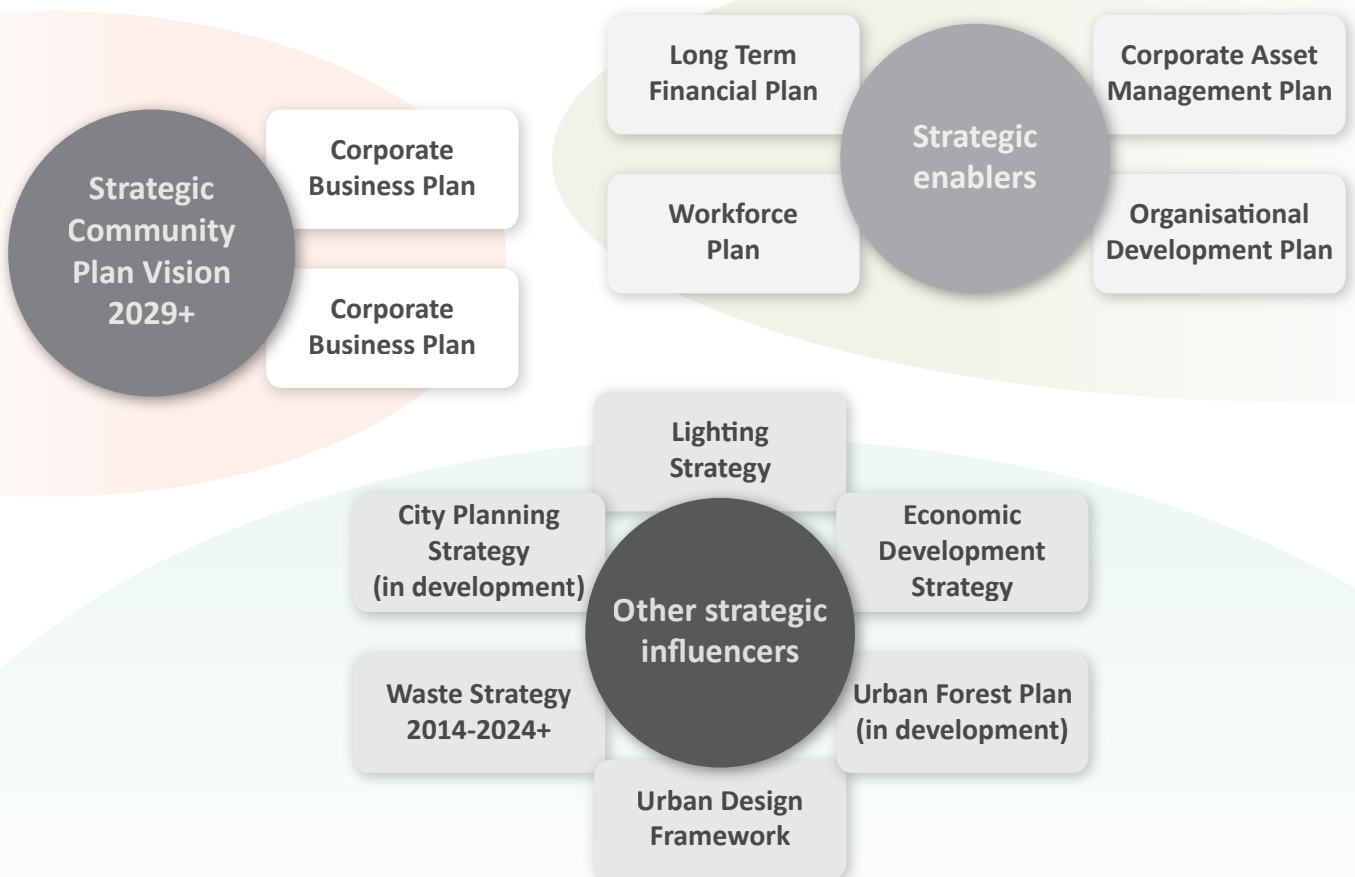 Strategic
Community
Plan Vision
2029+
Corporate
Business Plan
Corporate
Business Plan
Long Term
Financial Plan
Workforce
Plan
Strategic
enablers
Corporate Asset
Management Plan
Organisational
Development Plan
Lighting
Strategy
City Planning
Strategy
(in development)
Economic
Development
Strategy
Other strategic
influencers
Waste Strategy
2014-2024+
Urban Forest Plan
(in development)
Urban Design
Framework